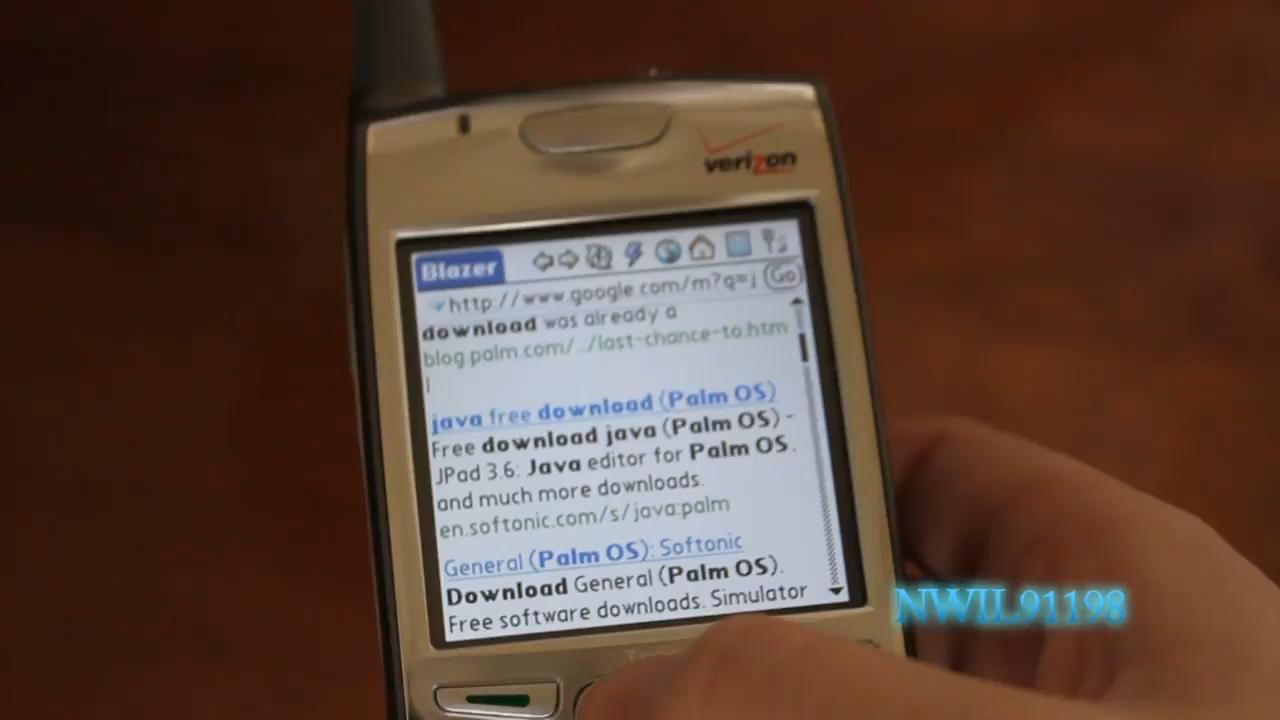 verizon
Blazer
http://www.google.com/m?q=j Go
download was already a
blog.palm.com/../last-chance-to.htm
l
java free download (Palm OS)
Free download java (Palm OS) -
JPad 3.6: Java editor for Palm OS.
and much more downloads.
en.softonic.com/s/java:palm
General (Palm OS): Softonic
Download General (Palm OS).
Free software downloads. Simulator
NWIL91198